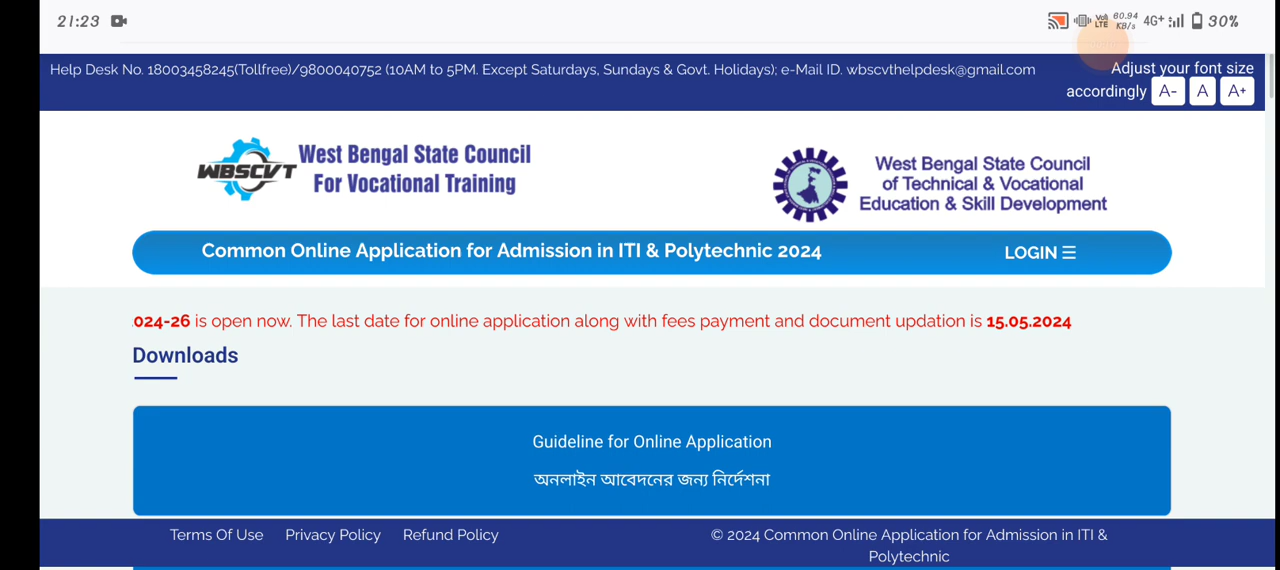 21:23
60.94 KB/s 4G+ 30%
Help Desk No. 18003458245(Tollfree)/9800040752 (10AM to 5PM. Except Saturdays, Sundays & Govt. Holidays); e-Mail ID. wbscvthelpdesk@gmail.com
Adjust your font size
accordingly A- A A+
WBSCVT
West Bengal State Council
For Vocational Training
West Bengal State Council
of Technical & Vocational
Education & Skill Development
Common Online Application for Admission in ITI & Polytechnic 2024
LOGIN ☰
024-26 is open now. The last date for online application along with fees payment and document updation is 15.05.2024
Downloads
Guideline for Online Application
অনলাইন আবেদনের জন্য নির্দেশনা
Terms Of Use Privacy Policy Refund Policy
© 2024 Common Online Application for Admission in ITI &
Polytechnic